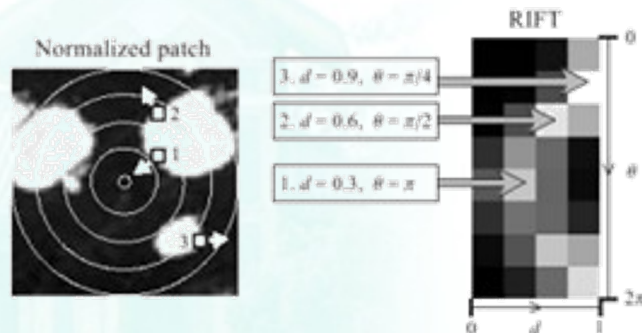 RIFT
Normalized patch
0
3. d = 0.9, θ = π/4
2. d = 0.6, θ = π/2
1. d = 0.3, θ = π
2
1
3
θ
2π
0
d
1